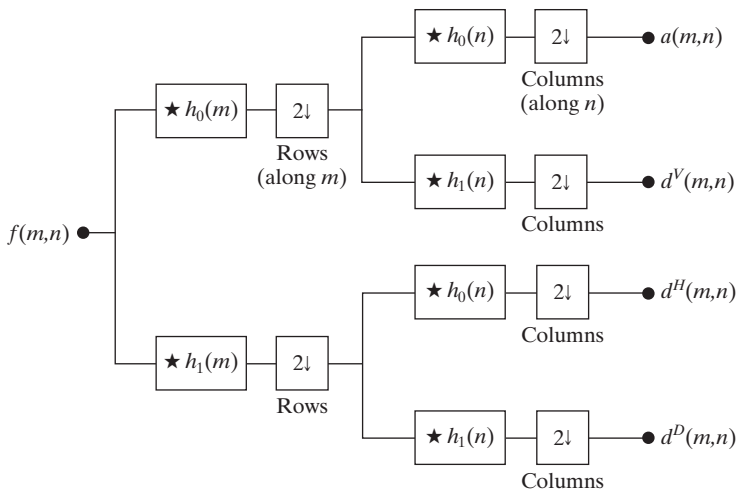 ★ h₀(n) 2↓ a(m,n)
Columns
(along n)
★ h₀(m) 2↓
Rows
(along m)
★ h₁(n) 2↓ dⱽ(m,n)
Columns
f(m,n)
★ h₀(n) 2↓ dᴴ(m,n)
Columns
★ h₁(m) 2↓
Rows
★ h₁(n) 2↓ dᴰ(m,n)
Columns